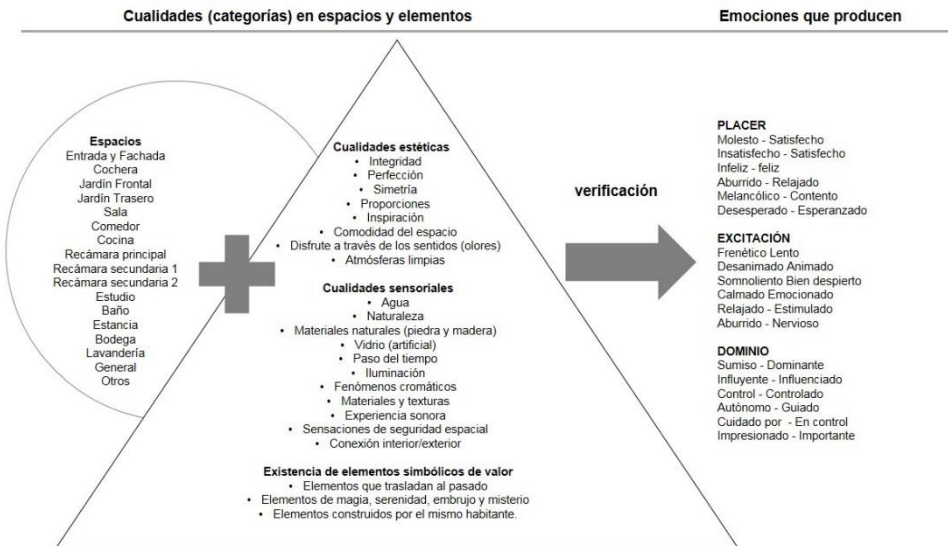 Cualidades (categorías) en espacios y elementos
Emociones que producen
Espacios
Entrada y Fachada
Cochera
Jardín Frontal
Jardín Trasero
Sala
Comedor
Cocina
Recámara principal
Recámara secundaria 1
Recámara secundaria 2
Estudio
Baño
Estancia
Bodega
Lavandería
General
Otros
Cualidades estéticas
• Integridad
• Perfección
• Simetría
• Proporciones
• Inspiración
• Comodidad del espacio
• Disfrute a través de los sentidos (olores)
• Atmósferas limpias
Cualidades sensoriales
• Agua
• Naturaleza
• Materiales naturales (piedra y madera)
• Vidrio (artificial)
• Paso del tiempo
• Iluminación
• Fenómenos cromáticos
• Materiales y texturas
• Experiencia sonora
• Sensaciones de seguridad espacial
• Conexión interior/exterior
Existencia de elementos simbólicos de valor
• Elementos que trasladan al pasado
• Elementos de magia, serenidad, embrujo y misterio
• Elementos construidos por el mismo habitante.
verificación
PLACER
Molesto - Satisfecho
Insatisfecho - Satisfecho
Infeliz - feliz
Aburrido - Relajado
Melancólico - Contento
Desesperado - Esperanzado
EXCITACIÓN
Frenético Lento
Desanimado Animado
Somnoliento Bien despierto
Calmado Emocionado
Relajado - Estimulado
Aburrido - Nervioso
DOMINIO
Sumiso - Dominante
Influyente - Influenciado
Control - Controlado
Autónomo - Guiado
Cuidado por - En control
Impresionado - Importante